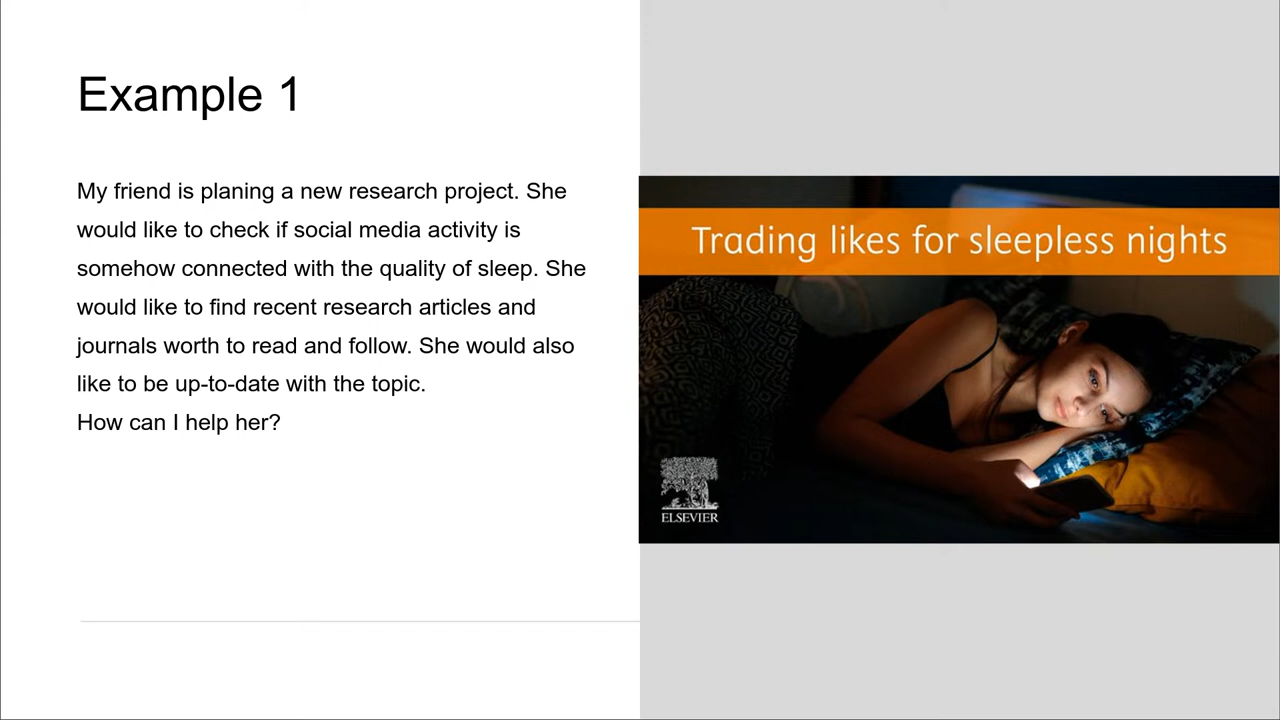 Example 1
My friend is planing a new research project. She
would like to check if social media activity is
somehow connected with the quality of sleep. She
would like to find recent research articles and
journals worth to read and follow. She would also
like to be up-to-date with the topic.
How can I help her?
Trading likes for sleepless nights
ELSEVIER